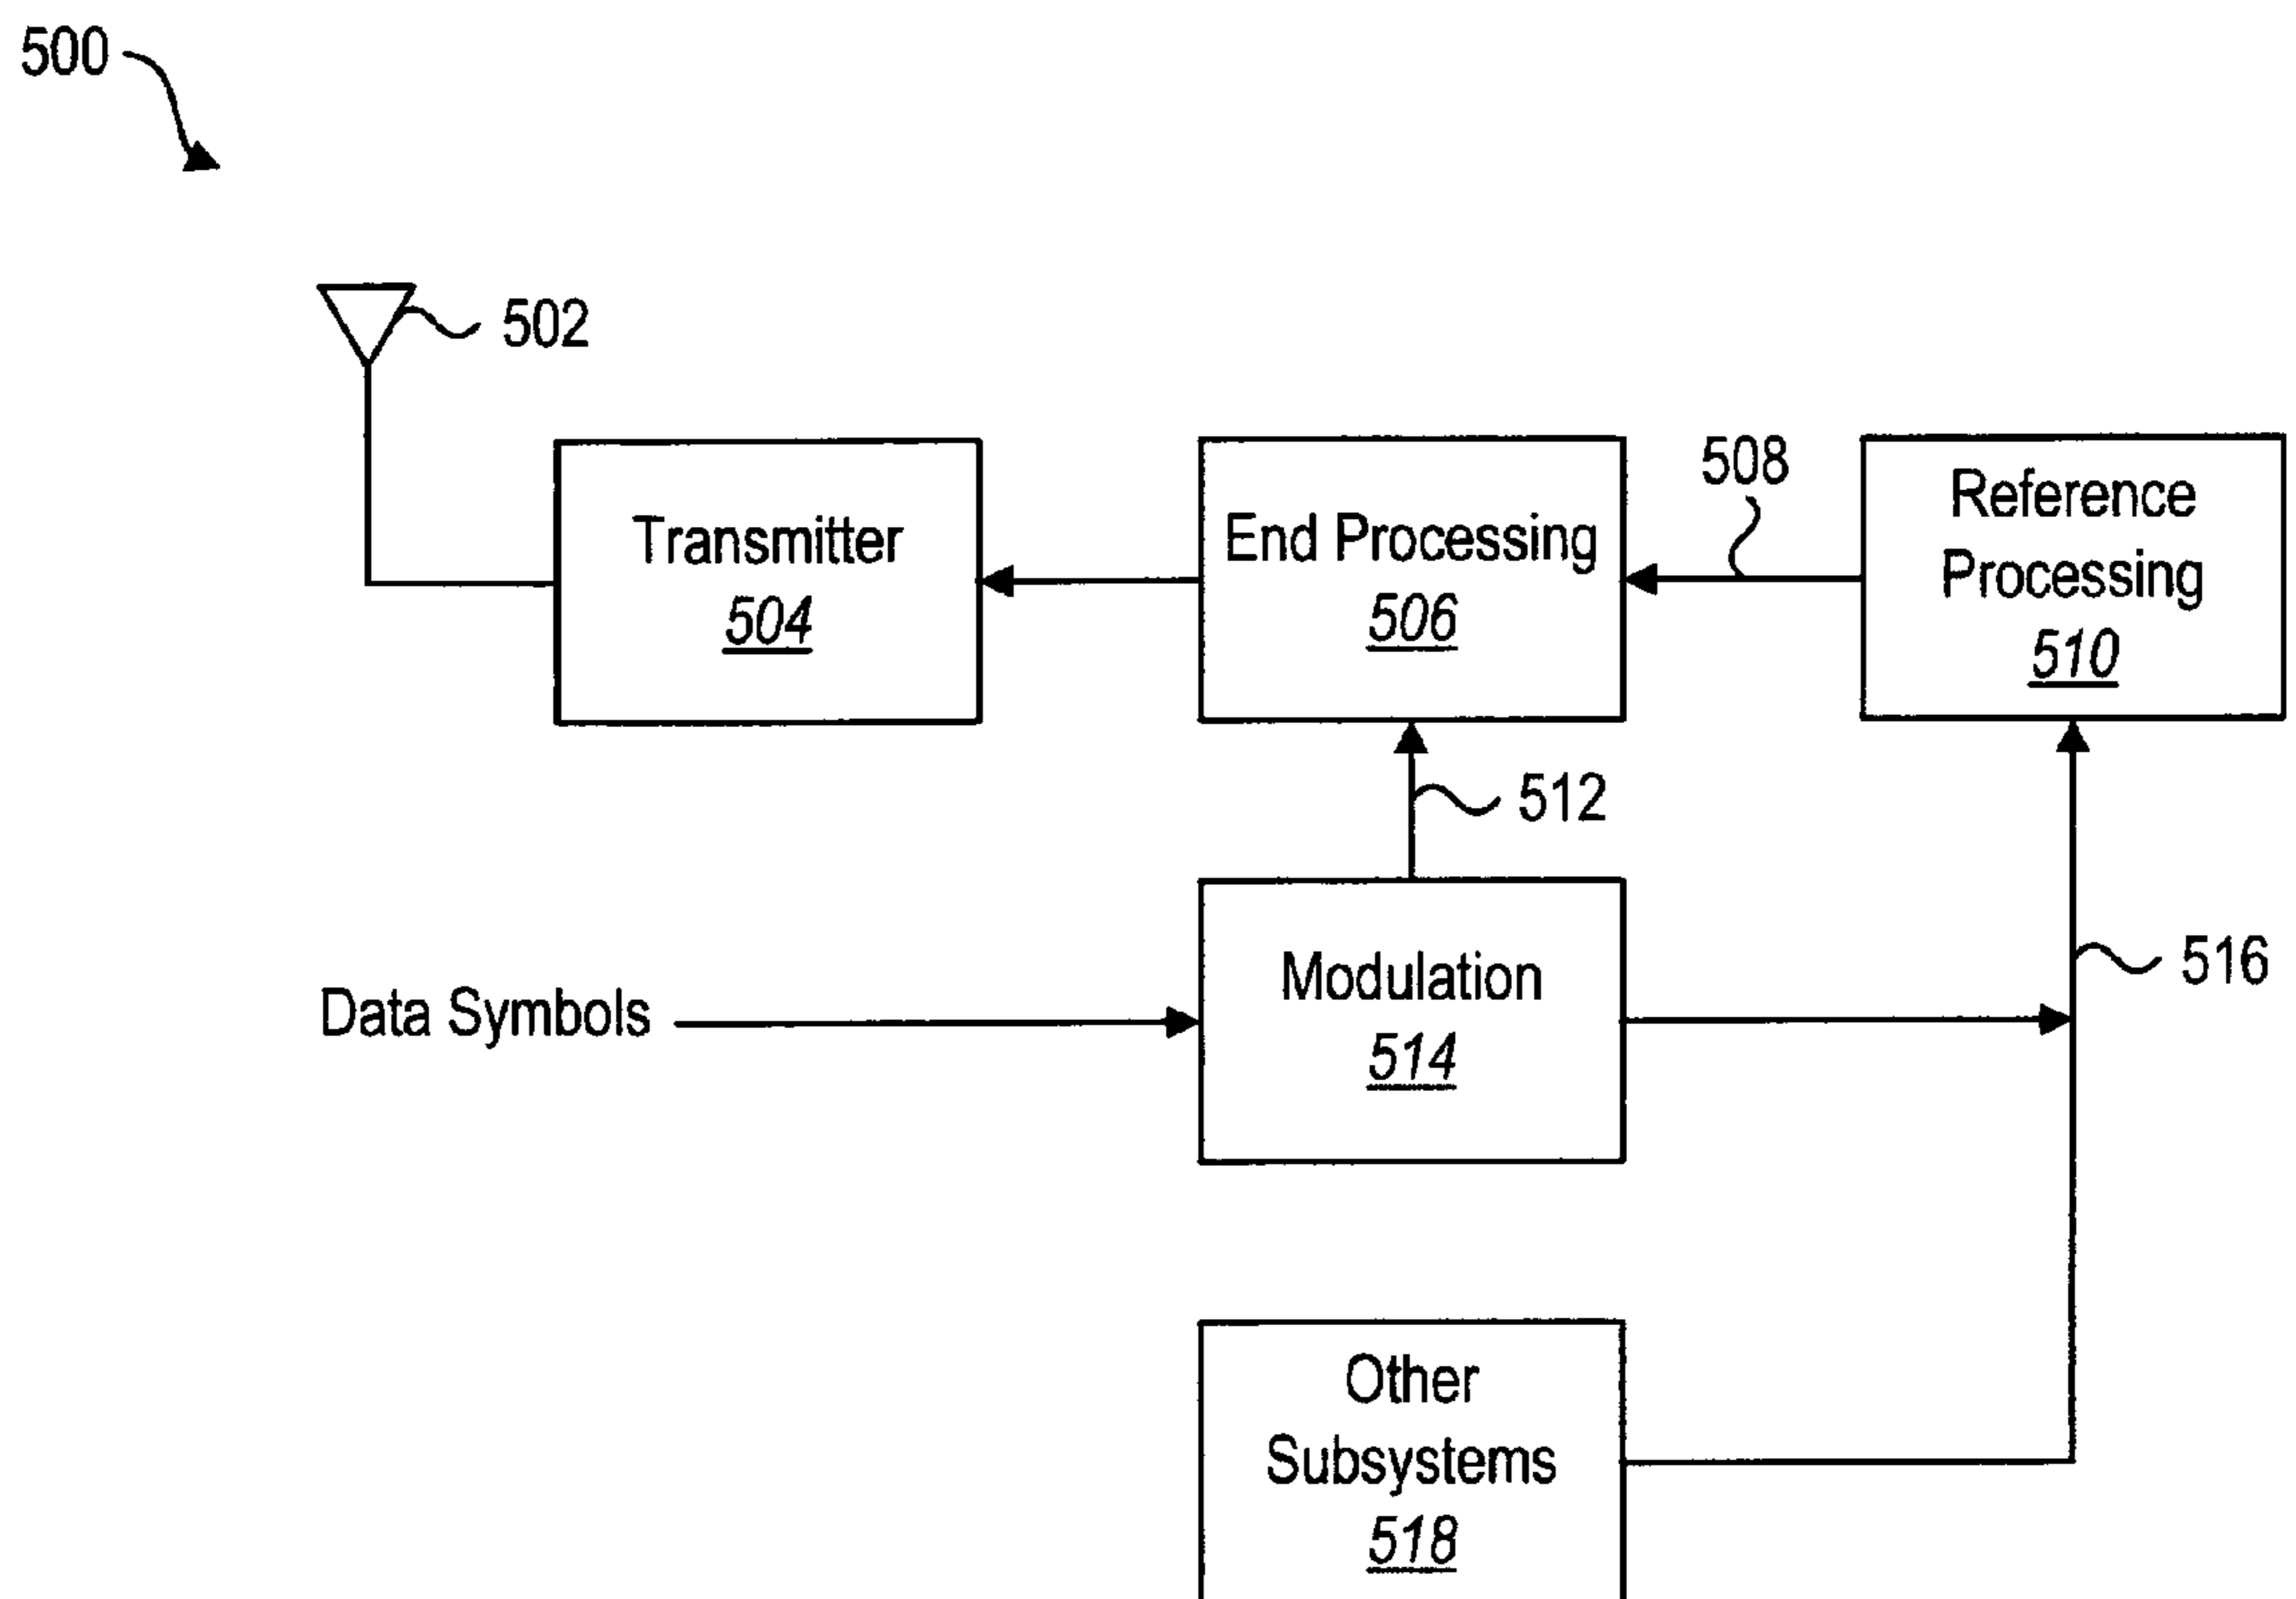 500
502
Transmitter
504
End Processing
506
508
Reference
Processing
510
512
Data Symbols
Modulation
514
516
Other
Subsystems
518